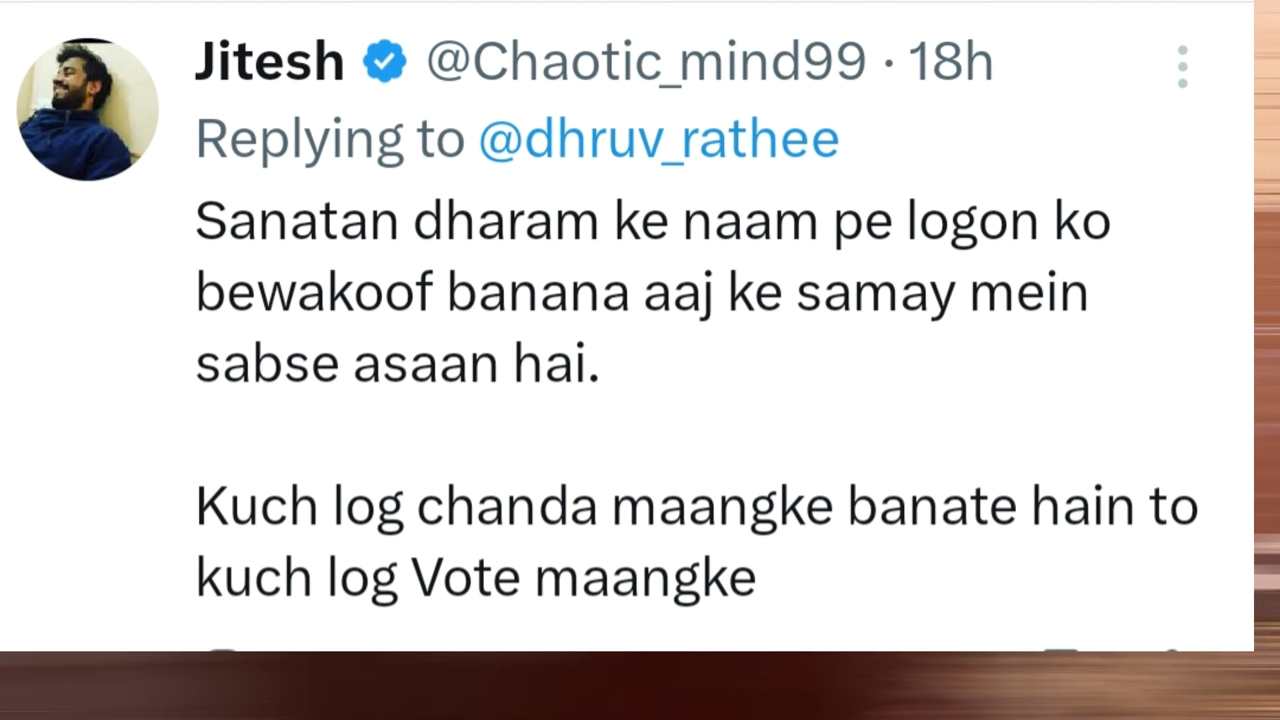 Jitesh @Chaotic_mind99 · 18h
Replying to @dhruv_rathee
Sanatan dharam ke naam pe logon ko
bewakoof banana aaj ke samay mein
sabse asaan hai.
Kuch log chanda maangke banate hain to
kuch log Vote maangke